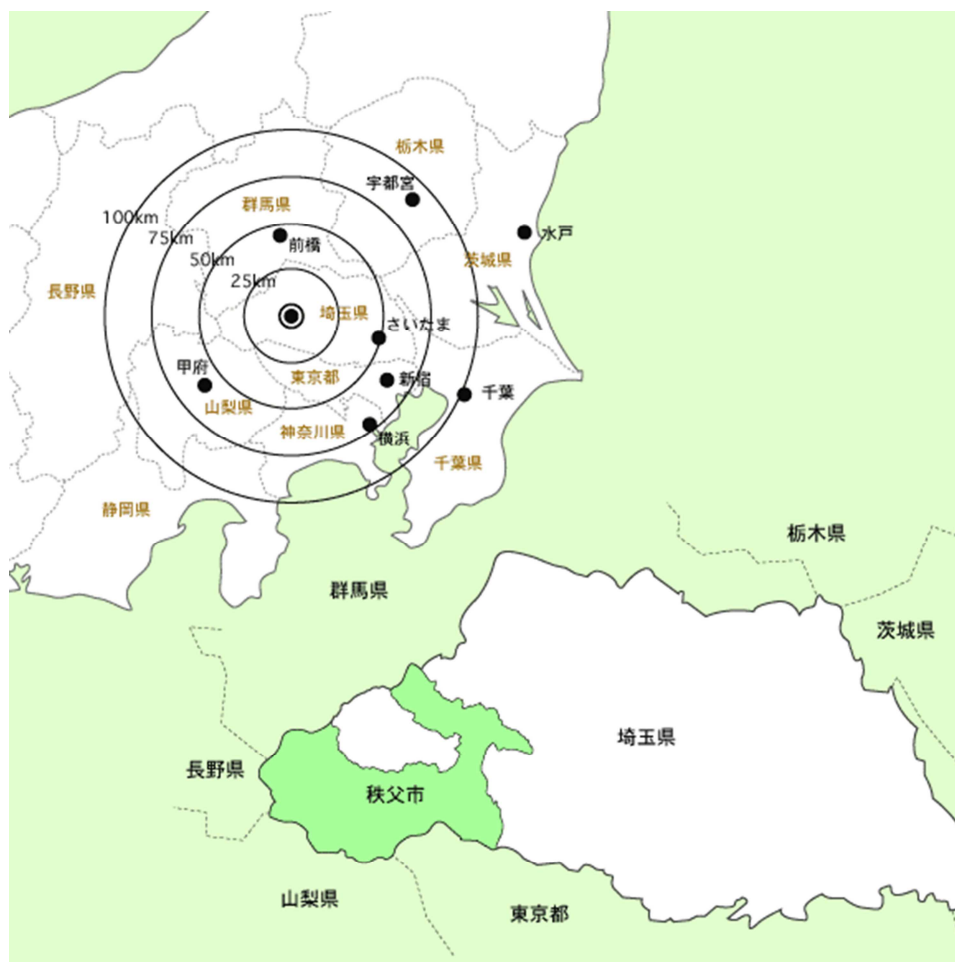 栃木県
宇都宮
群馬県
100km
75km
前橋
水戸
50km
茨城県
25km
長野県
埼玉県
さいたま
甲府
東京都
新宿
千葉
山梨県
神奈川県
横浜
千葉県
静岡県
栃木県
群馬県
茨城県
埼玉県
長野県
秩父市
山梨県
東京都